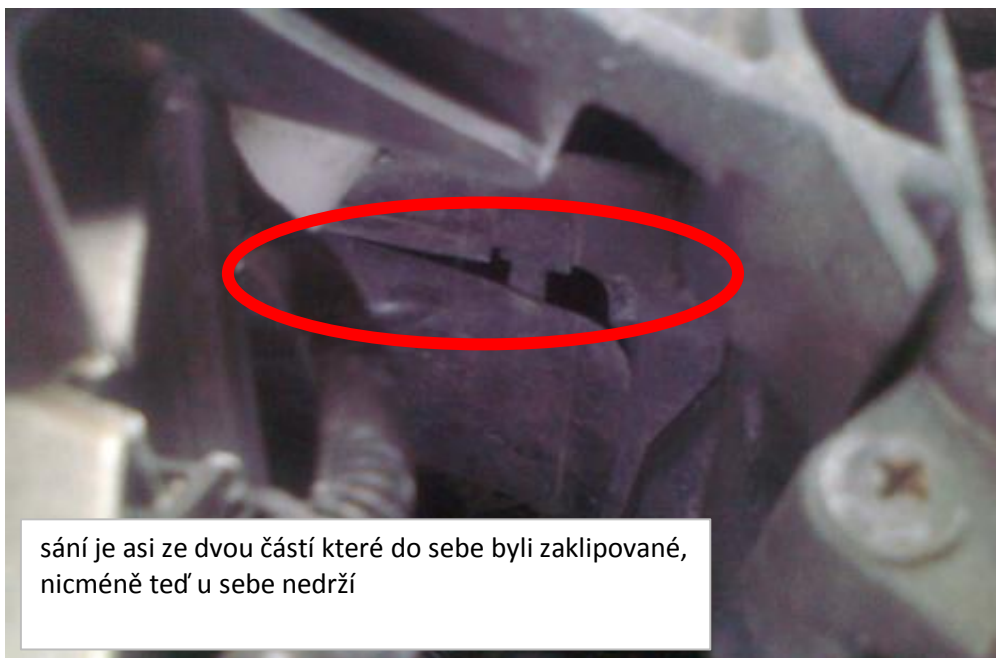 sání je asi ze dvou částí které do sebe byli zaklipované,
nicméně teď u sebe nedrží